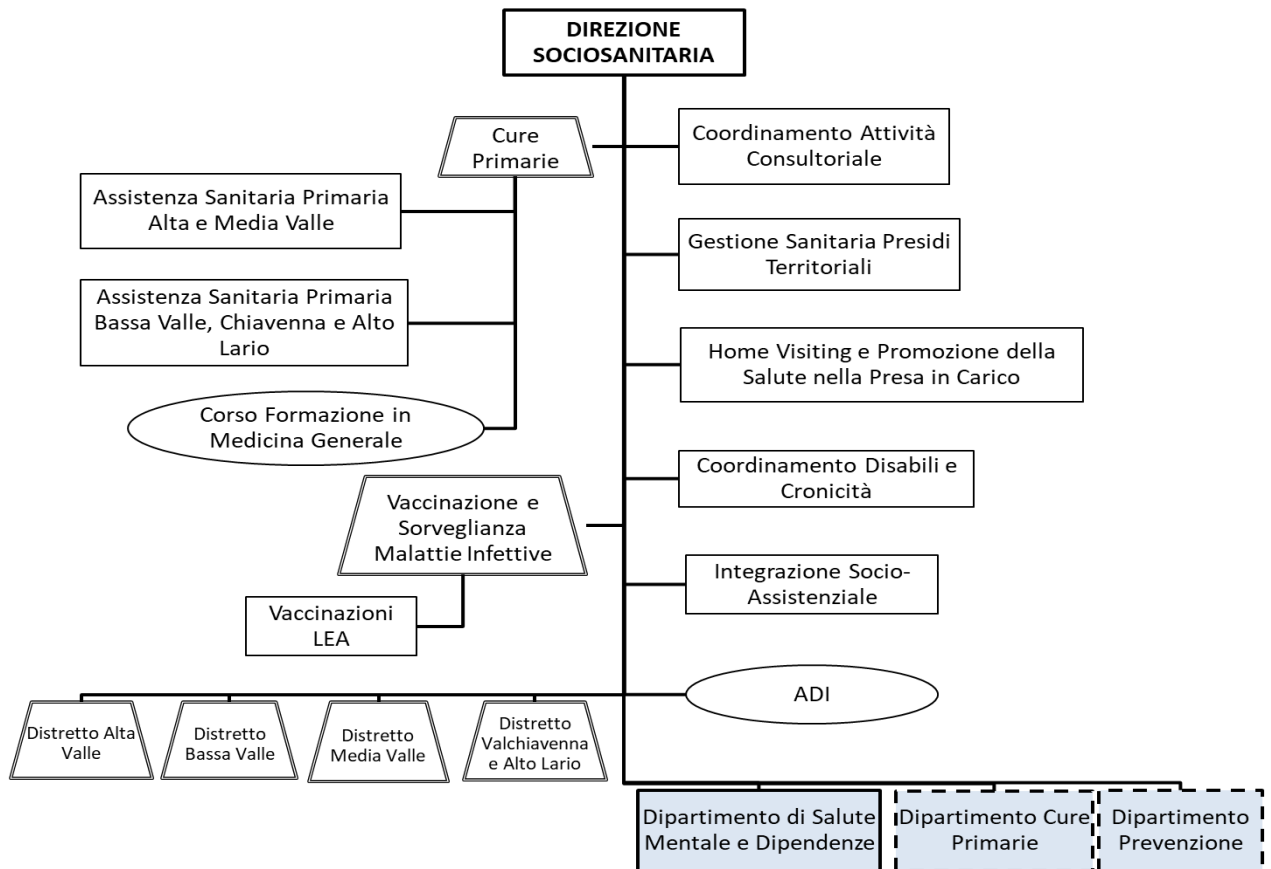 DIREZIONE
SOCIOSANITARIA
Cure
Primarie
Coordinamento Attività
Consultoriale
Assistenza Sanitaria Primaria
Alta e Media Valle
Gestione Sanitaria Presidi
Territoriali
Assistenza Sanitaria Primaria
Bassa Valle, Chiavenna e Alto
Lario
Home Visiting e Promozione della
Salute nella Presa in Carico
Corso Formazione in
Medicina Generale
Coordinamento Disabili e
Cronicità
Vaccinazione e
Sorveglianza
Malattie Infettive
Integrazione Socio-
Assistenziale
Vaccinazioni
LEA
ADI
Distretto Alta
Valle
Distretto
Bassa Valle
Distretto
Media Valle
Distretto
Valchiavenna
e Alto Lario
Dipartimento di Salute
Mentale e Dipendenze
Dipartimento Cure
Primarie
Dipartimento
Prevenzione